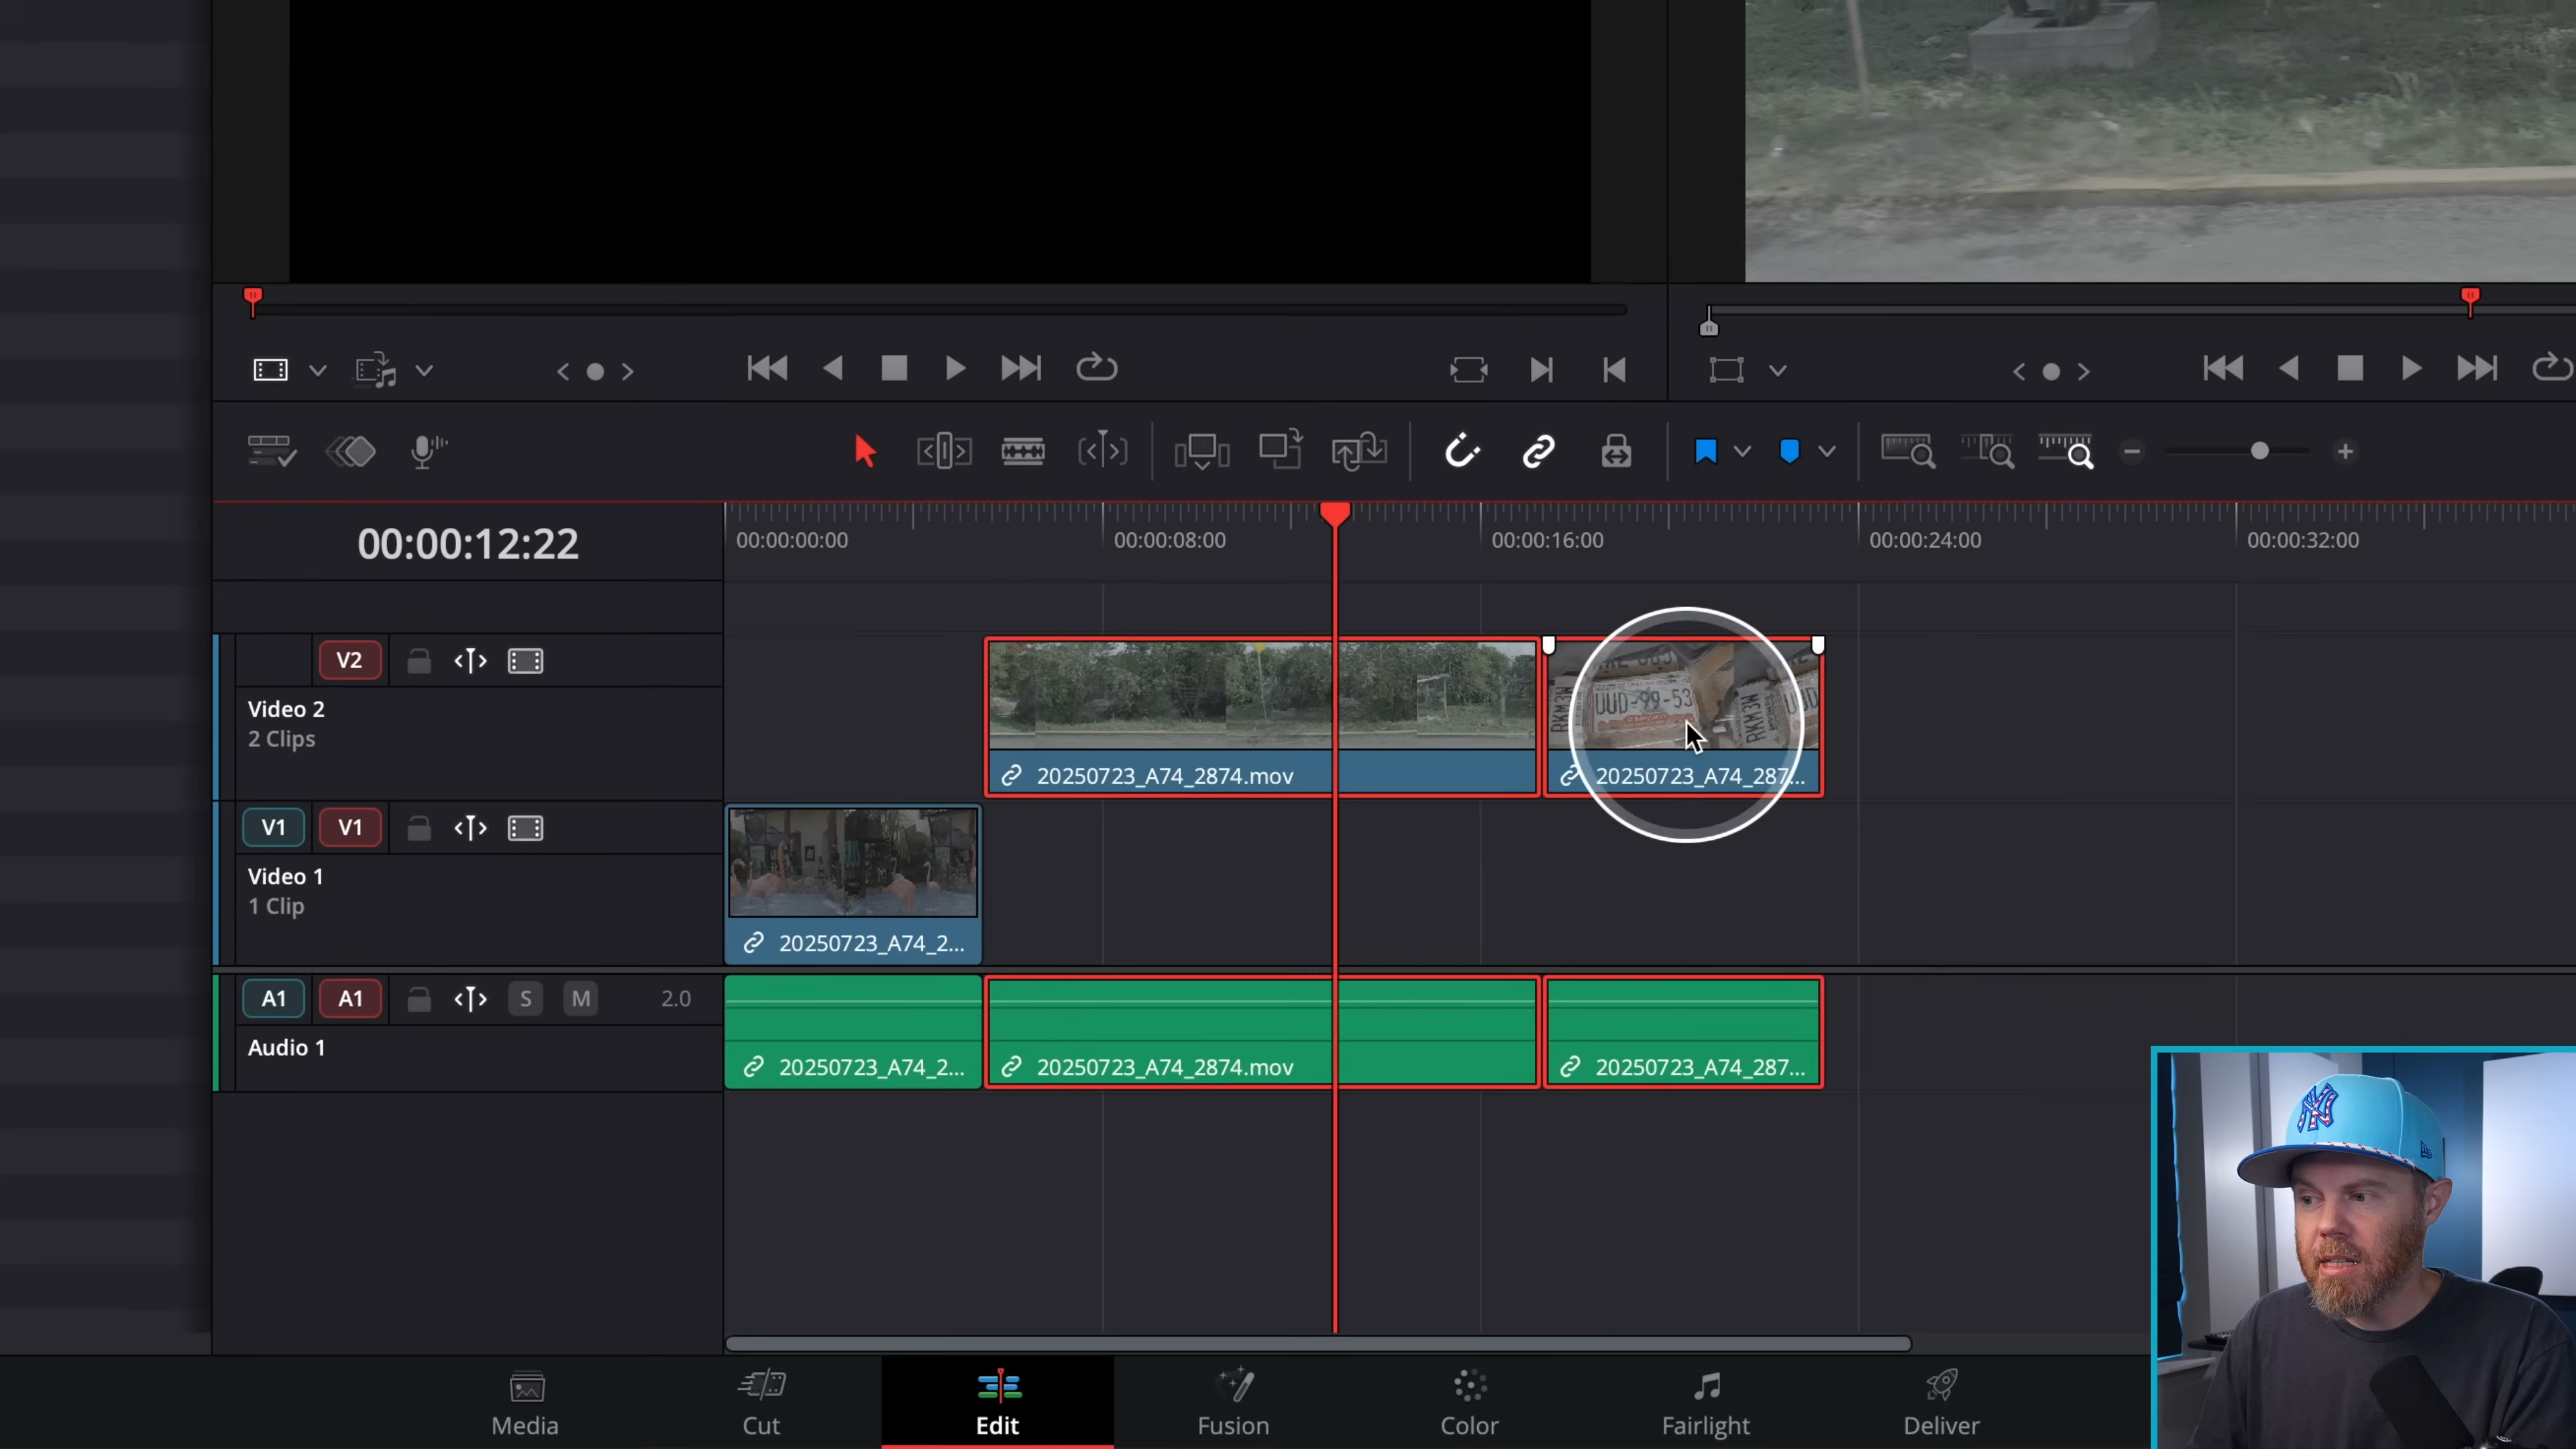 00:00:12:22
00:00:00:00
00:00:08:00
00:00:16:00
00:00:24:00
00:00:32:00
V2
Video 2
2 Clips
20250723_A74_2874.mov
UUD-99-53
RKM3W
RKM3W
20250723_A74_287...
V1 V1
Video 1
1 Clip
20250723_A74_2...
A1 A1 S M 2.0
Audio 1
20250723_A74_2...
20250723_A74_2874.mov
20250723_A74_287...
NY
Media
Cut
Edit
Fusion
Color
Fairlight
Deliver